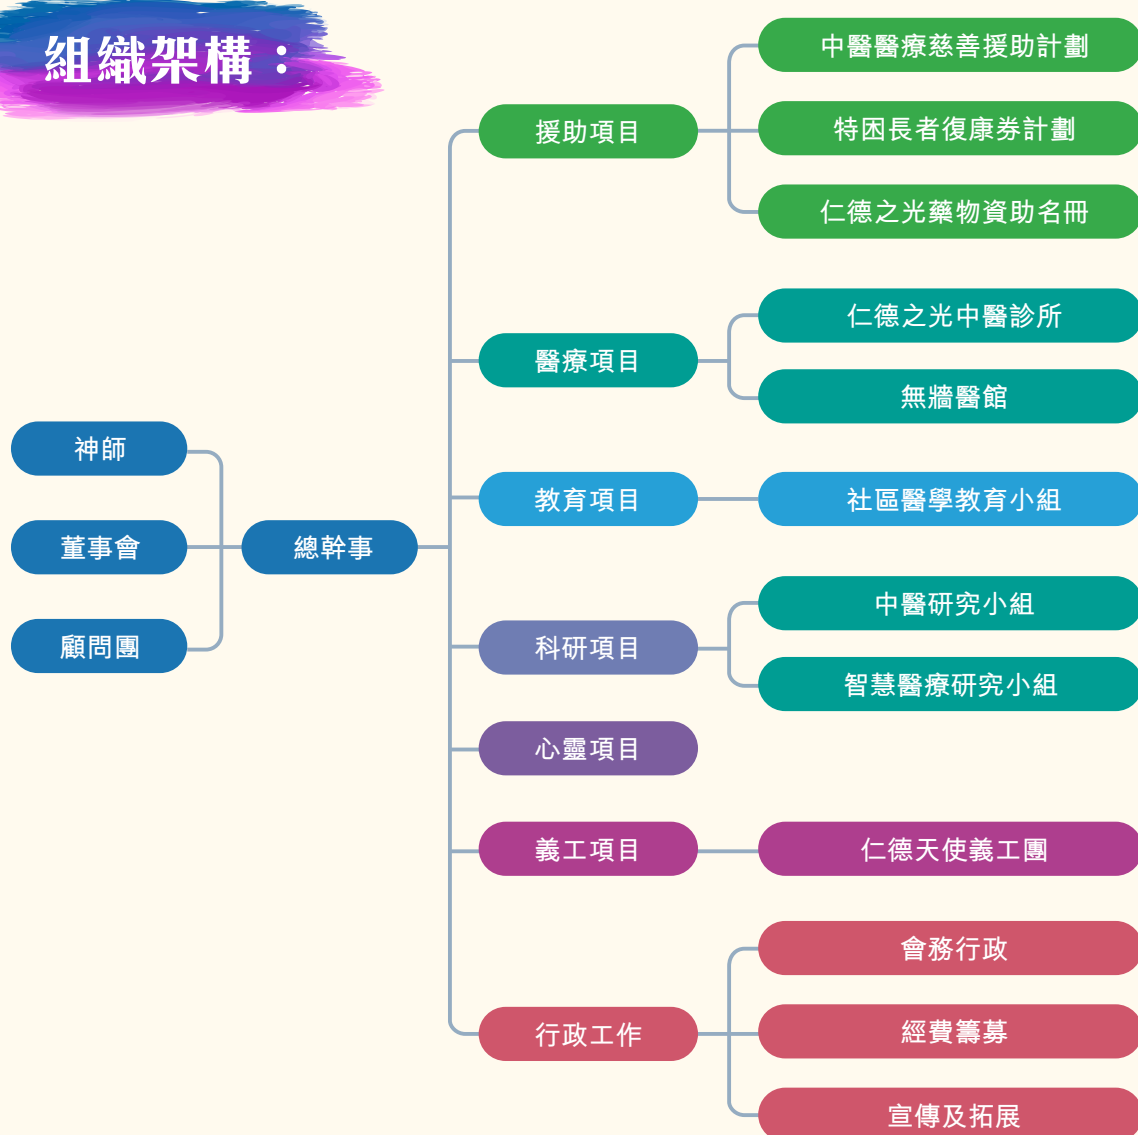 組織架構：
神師
董事會
顧問團
總幹事
援助項目
中醫醫療慈善援助計劃
特困長者復康券計劃
仁德之光藥物資助名冊
醫療項目
仁德之光中醫診所
無牆醫館
教育項目
社區醫學教育小組
科研項目
中醫研究小組
智慧醫療研究小組
心靈項目
義工項目
仁德天使義工團
行政工作
會務行政
經費籌募
宣傳及拓展